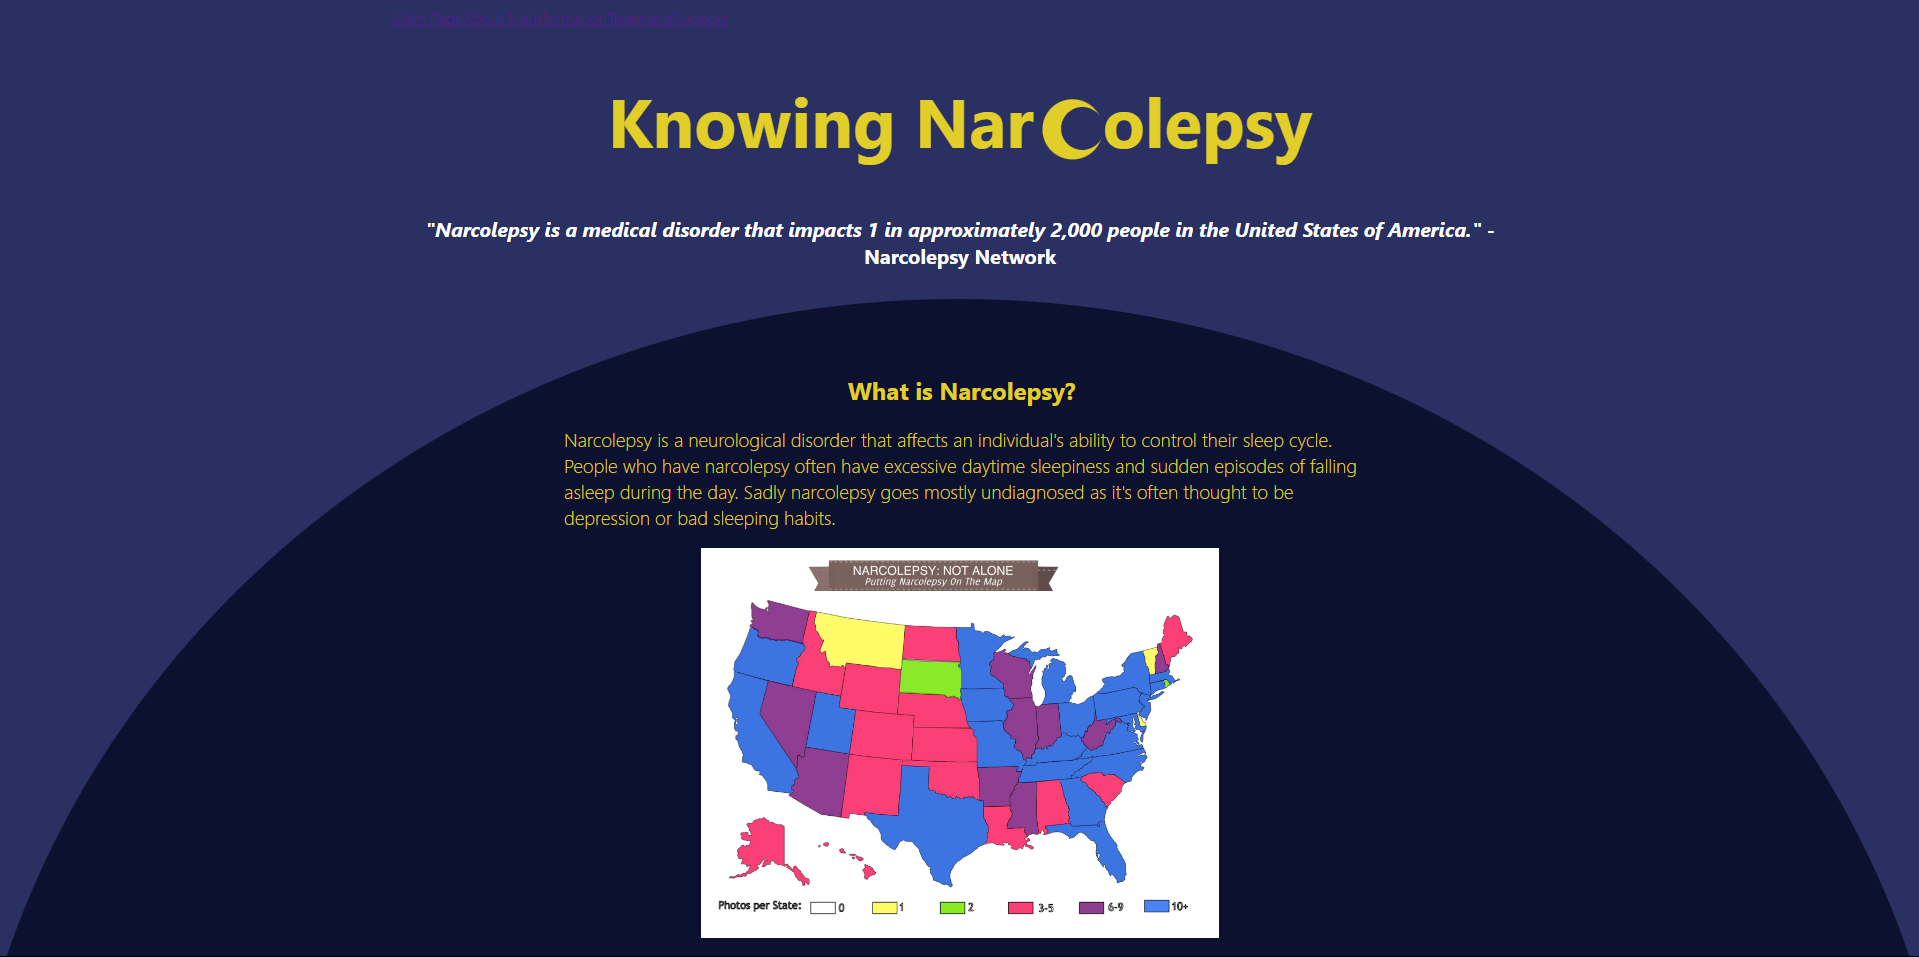 Main PageAbout MeInformationTreatmentSupport
Knowing Narcolepsy
"Narcolepsy is a medical disorder that impacts 1 in approximately 2,000 people in the United States of America." -
Narcolepsy Network
What is Narcolepsy?
Narcolepsy is a neurological disorder that affects an individual's ability to control their sleep cycle.
People who have narcolepsy often have excessive daytime sleepiness and sudden episodes of falling
asleep during the day. Sadly narcolepsy goes mostly undiagnosed as it's often thought to be
depression or bad sleeping habits.
NARCOLEPSY: NOT ALONE
Putting Narcolepsy On The Map
Photos per State: 0 1 2 3-5 6-9 10+